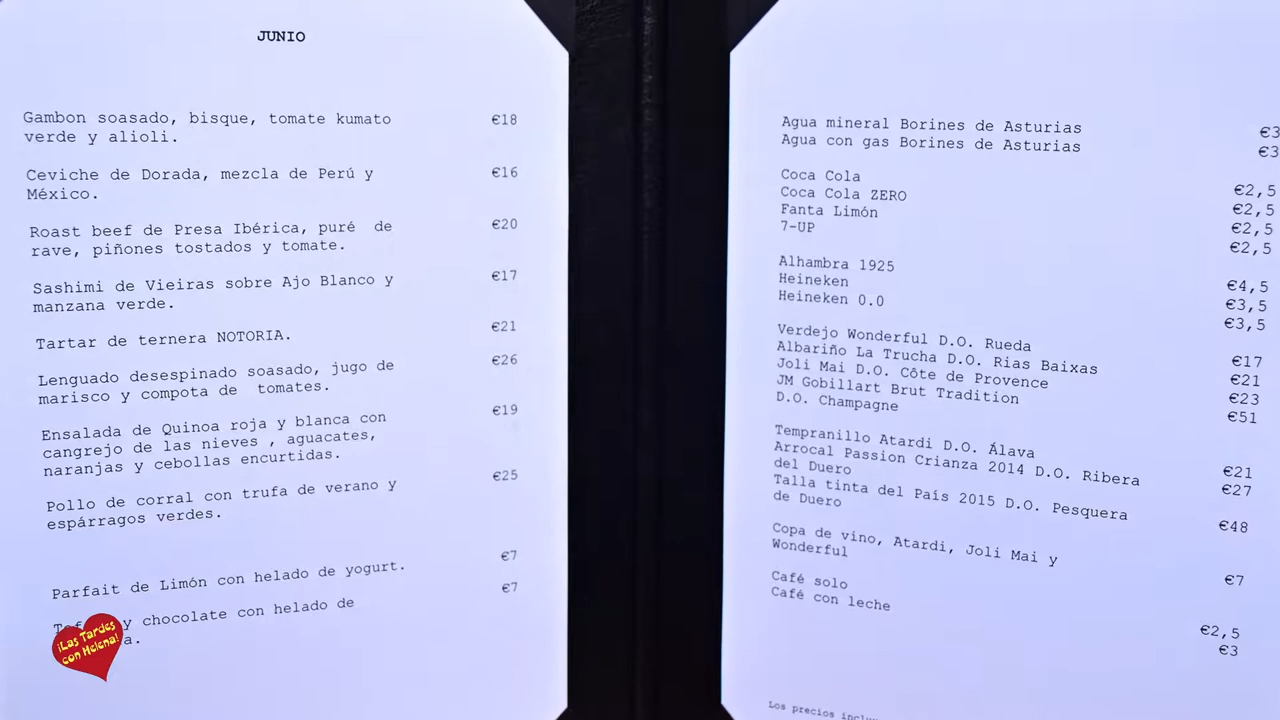 JUNIO
Gambon soasado, bisque, tomate kumato €18
verde y alioli.
Ceviche de Dorada, mezcla de Perú y €16
México.
Roast beef de Presa Ibérica, puré de €20
rave, piñones tostados y tomate.
Sashimi de Vieiras sobre Ajo Blanco y €17
manzana verde.
Tartar de ternera NOTORIA. €21
Lenguado desespinado soasado, jugo de €26
marisco y compota de tomates.
Ensalada de Quinoa roja y blanca con €19
cangrejo de las nieves , aguacates,
naranjas y cebollas encurtidas.
Pollo de corral con trufa de verano y €25
espárragos verdes.
Parfait de Limón con helado de yogurt. €7
y chocolate con helado de €7
¡Las Tardes
con Helena!
Agua mineral Borines de Asturias €3
Agua con gas Borines de Asturias €3
Coca Cola €2,5
Coca Cola ZERO €2,5
Fanta Limón €2,5
7-UP €2,5
Alhambra 1925 €4,5
Heineken €3,5
Heineken 0.0 €3,5
Verdejo Wonderful D.O. Rueda €17
Albariño La Trucha D.O. Rias Baixas €21
Joli Mai D.O. Côte de Provence €23
JM Gobillart Brut Tradition €51
D.O. Champagne
Tempranillo Atardi D.O. Álava €21
Arrocal Passion Crianza 2014 D.O. Ribera €27
del Duero
Talla tinta del País 2015 D.O. Pesquera €48
de Duero
Copa de vino, Atardi, Joli Mai y €7
Wonderful
Café solo €2,5
Café con leche €3
Los precios